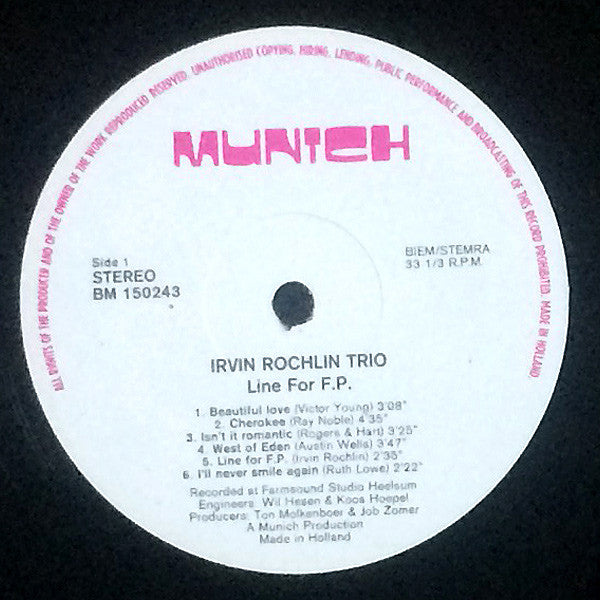 ALL RIGHTS OF THE PRODUCER AND OF THE OWNER OF THE WORK REPRODUCED RESERVED. UNAUTHORISED COPYING, HIRING, LENDING, PUBLIC PERFORMANCE AND BROADCASTING OF THIS RECORD PROHIBITED. MADE IN HOLLAND.
MUNICH
Side 1
STEREO
BM 150243
BIEM/STEMRA
33 1/3 R.P.M.
IRVIN ROCHLIN TRIO
Line For F.P.
1. Beautiful love (Victor Young) 3'08"
2. Cherokee (Ray Noble) 4'35"
3. Isn't it romantic (Rogers & Hart) 3'25"
4. West of Eden (Austin Wells) 3'47"
5. Line for F.P. (Irvin Rochlin) 2'35"
6. I'll never smile again (Ruth Lowe) 2'22"
Recorded at Farmsound Studio Heelsum
Engineers: Wil Hesen & Koos Hoepel
Producers: Ton Molkenboer & Job Zomer
A Munich Production
Made in Holland